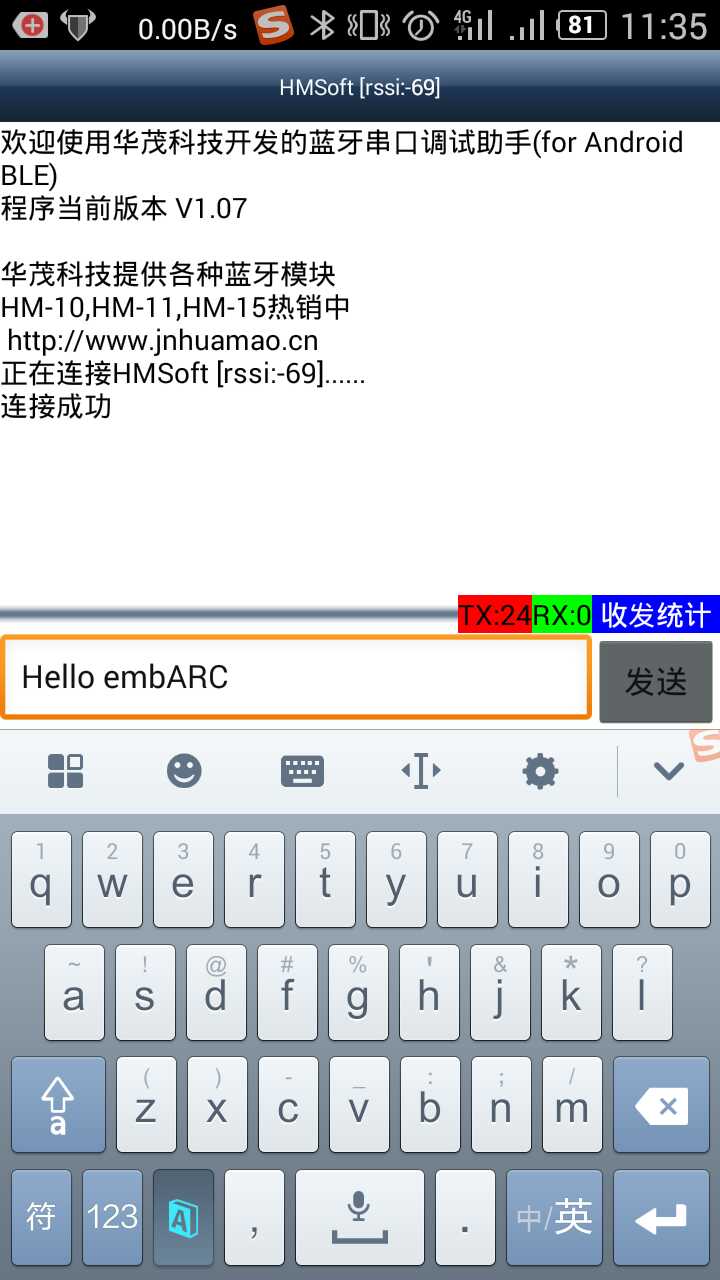 0.00B/s 4G 81 11:35
HMSoft [rssi:-69]
欢迎使用华茂科技开发的蓝牙串口调试助手(for Android
BLE)
程序当前版本 V1.07
华茂科技提供各种蓝牙模块
HM-10,HM-11,HM-15热销中
http://www.jnhuamao.cn
正在连接HMSoft [rssi:-69]......
连接成功
TX:24RX:0 收发统计
Hello embARC 发送
1 2 3 4 5 6 7 8 9 0
q w e r t y u i o p
~ ! @ # % ' & * ?
a s d f g h j k l
( ) - _ : ; /
a z x c v b n m
符 123 A , . 中/英